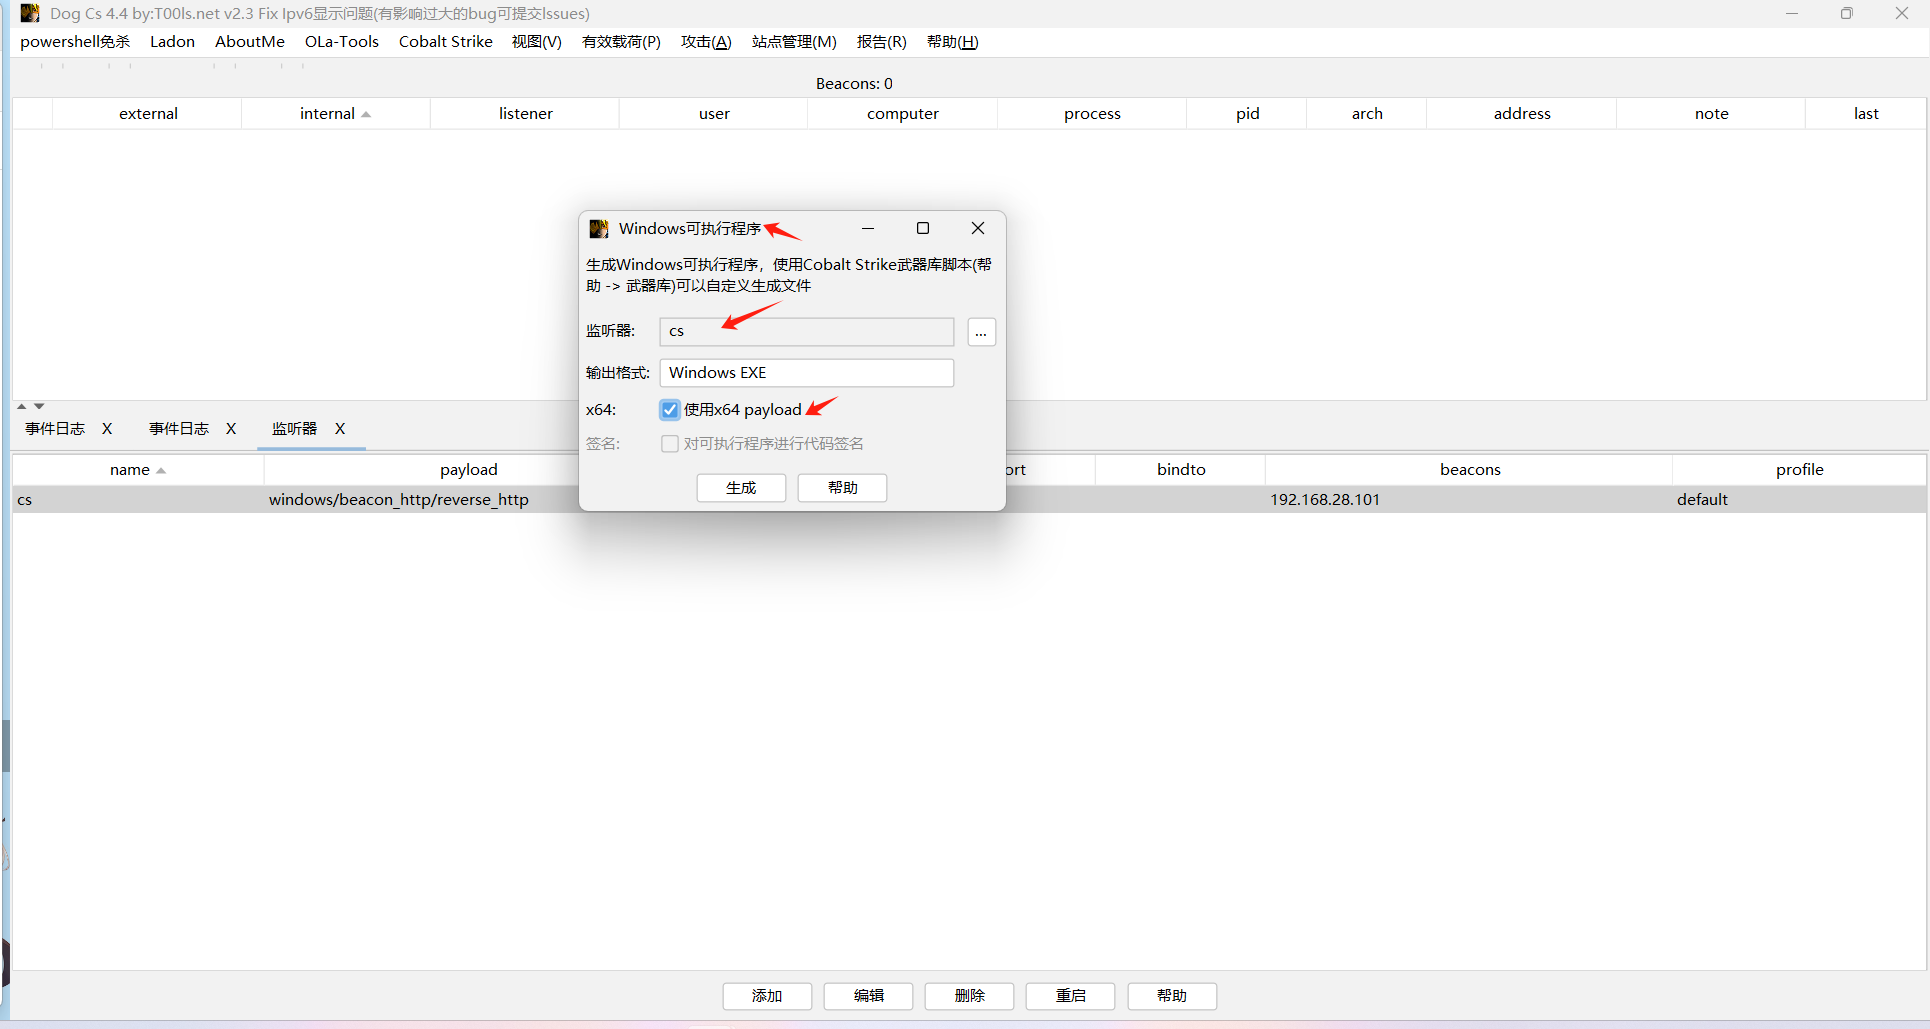 Dog Cs 4.4 by:T00ls.net v2.3 Fix Ipv6显示问题(有影响过大的bug可提交Issues)
powershell免杀 Ladon AboutMe OLa-Tools Cobalt Strike 视图(V) 有效载荷(P) 攻击(A) 站点管理(M) 报告(R) 帮助(H)
Beacons: 0
external internal listener user computer process pid arch address note last
Windows可执行程序
生成Windows可执行程序，使用Cobalt Strike武器库脚本(帮
助 -> 武器库)可以自定义生成文件
监听器: cs ...
输出格式: Windows EXE
x64: 使用x64 payload
签名: 对可执行程序进行代码签名
生成 帮助
事件日志 X 事件日志 X 监听器 X
name payload ort bindto beacons profile
cs windows/beacon_http/reverse_http 192.168.28.101 default
添加 编辑 删除 重启 帮助